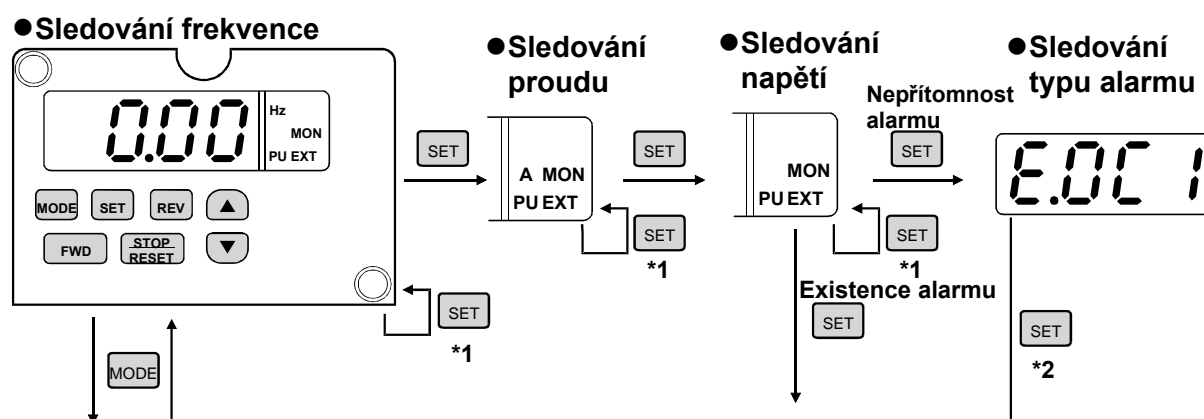 ●Sledování frekvence
0.00
Hz
MON
PU EXT
MODE SET REV ▲
FWD STOP RESET ▼
SET
*1
MODE
SET
●Sledování
proudu
A MON
PU EXT
SET
*1
SET
●Sledování
napětí
MON
PU EXT
SET
*1
Nepřítomnost
alarmu
SET
Existence alarmu
SET
●Sledování
typu alarmu
E.OC 1
SET
*2